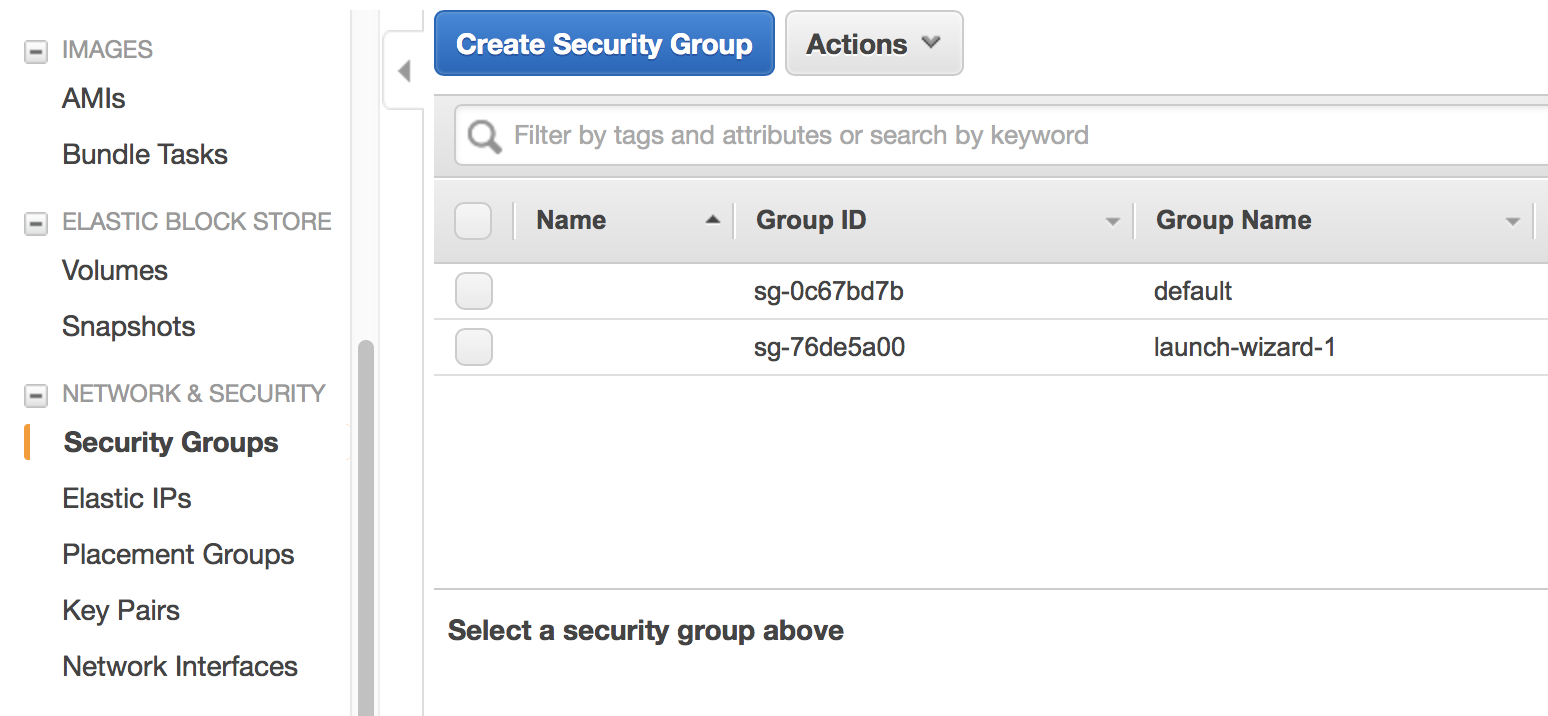 IMAGES
AMIs
Bundle Tasks
ELASTIC BLOCK STORE
Volumes
Snapshots
NETWORK & SECURITY
Security Groups
Elastic IPs
Placement Groups
Key Pairs
Network Interfaces
Create Security Group Actions
Filter by tags and attributes or search by keyword
Name Group ID Group Name
sg-0c67bd7b default
sg-76de5a00 launch-wizard-1
Select a security group above